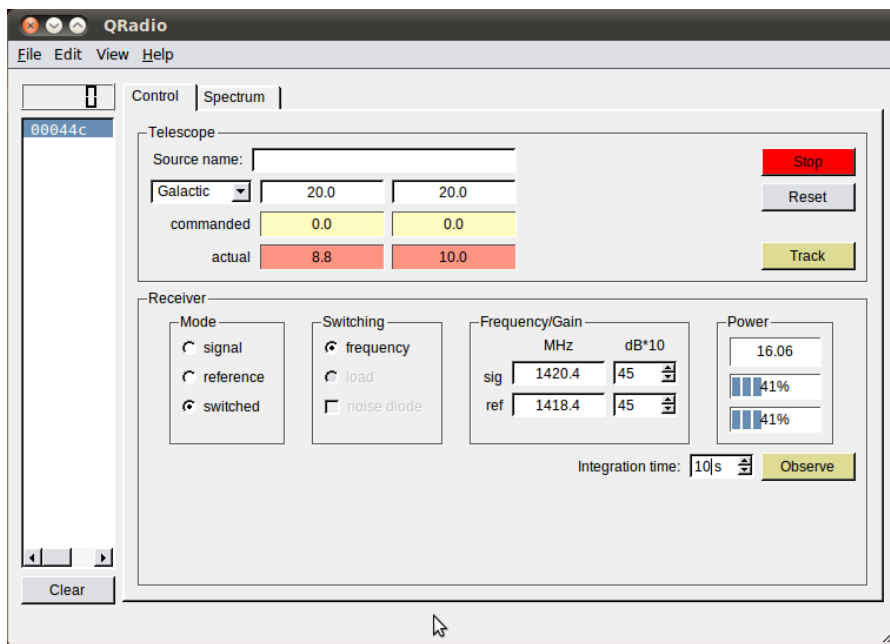 QRadio
File Edit View Help
0
00044c
Clear
Control Spectrum
Telescope
Source name:
Stop
Galactic 20.0 20.0
Reset
commanded 0.0 0.0
actual 8.8 10.0
Track
Receiver
Mode
signal
reference
switched
Switching
frequency
load
noise diode
Frequency/Gain
MHz dB*10
sig 1420.4 45
ref 1418.4 45
Power
16.06
41%
41%
Integration time: 10s Observe